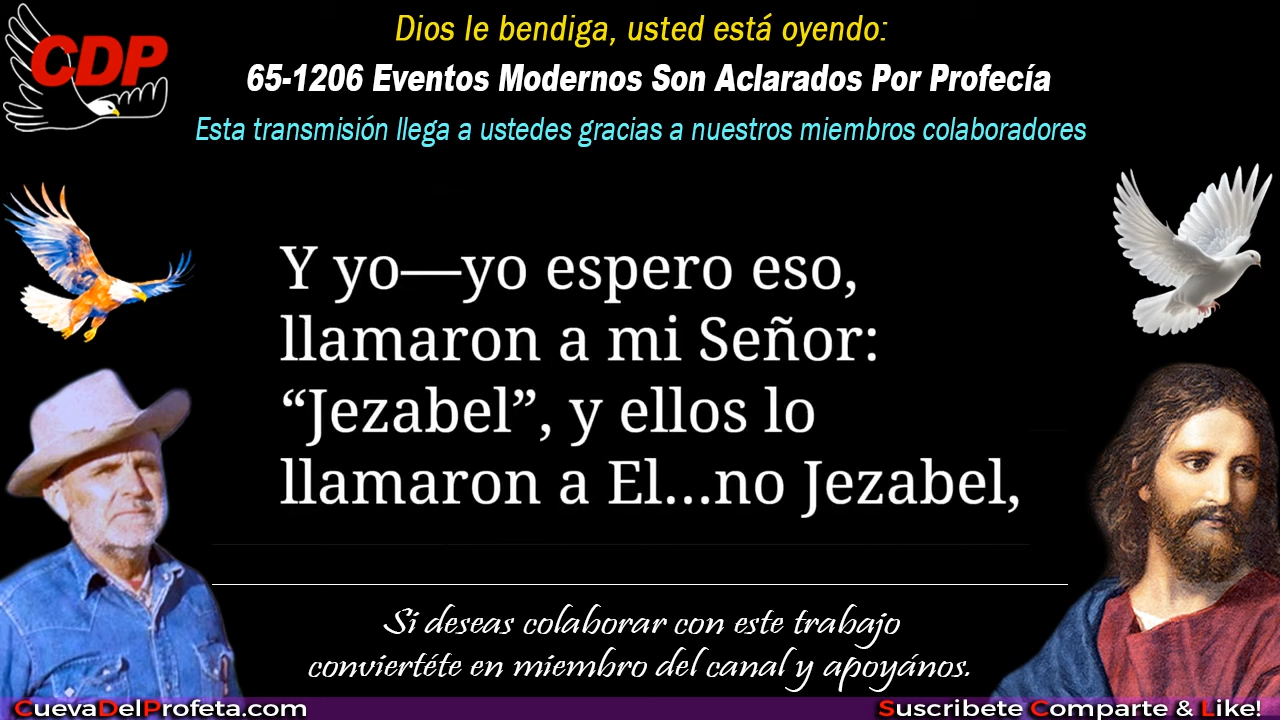 CDP
Dios le bendiga, usted está oyendo:
65-1206 Eventos Modernos Son Aclarados Por Profecía
Esta transmisión llega a ustedes gracias a nuestros miembros colaboradores
Y yo—yo espero eso,
llamaron a mi Señor:
“Jezabel”, y ellos lo
llamaron a El...no Jezabel,
Si deseas colaborar con este trabajo
conviertéte en miembro del canal y apoyános.
CuevaDelProfeta.com
Suscribete Comparte & Like!